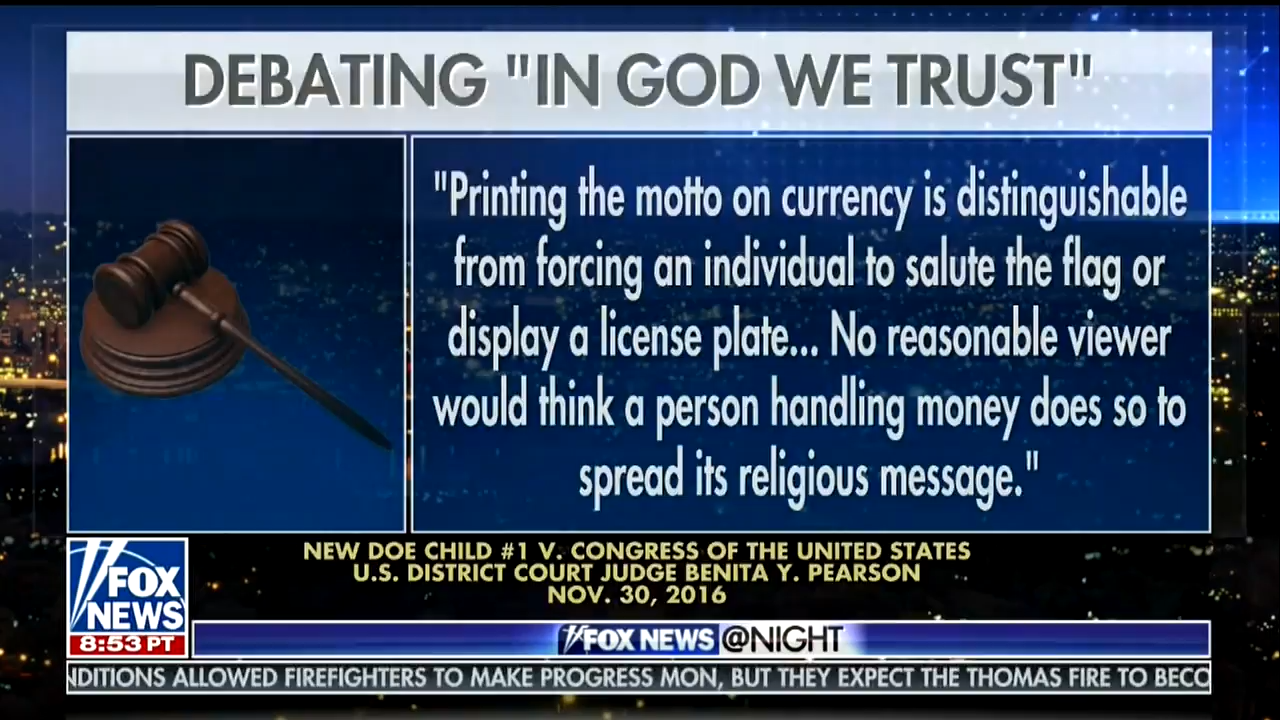 DEBATING "IN GOD WE TRUST"
"Printing the motto on currency is distinguishable
from forcing an individual to salute the flag or
display a license plate... No reasonable viewer
would think a person handling money does so to
spread its religious message."
NEW DOE CHILD #1 V. CONGRESS OF THE UNITED STATES
U.S. DISTRICT COURT JUDGE BENITA Y. PEARSON
NOV. 30, 2016
FOX
NEWS
8:53 PT
FOX NEWS @NIGHT
NDITIONS ALLOWED FIREFIGHTERS TO MAKE PROGRESS MON, BUT THEY EXPECT THE THOMAS FIRE TO BECO